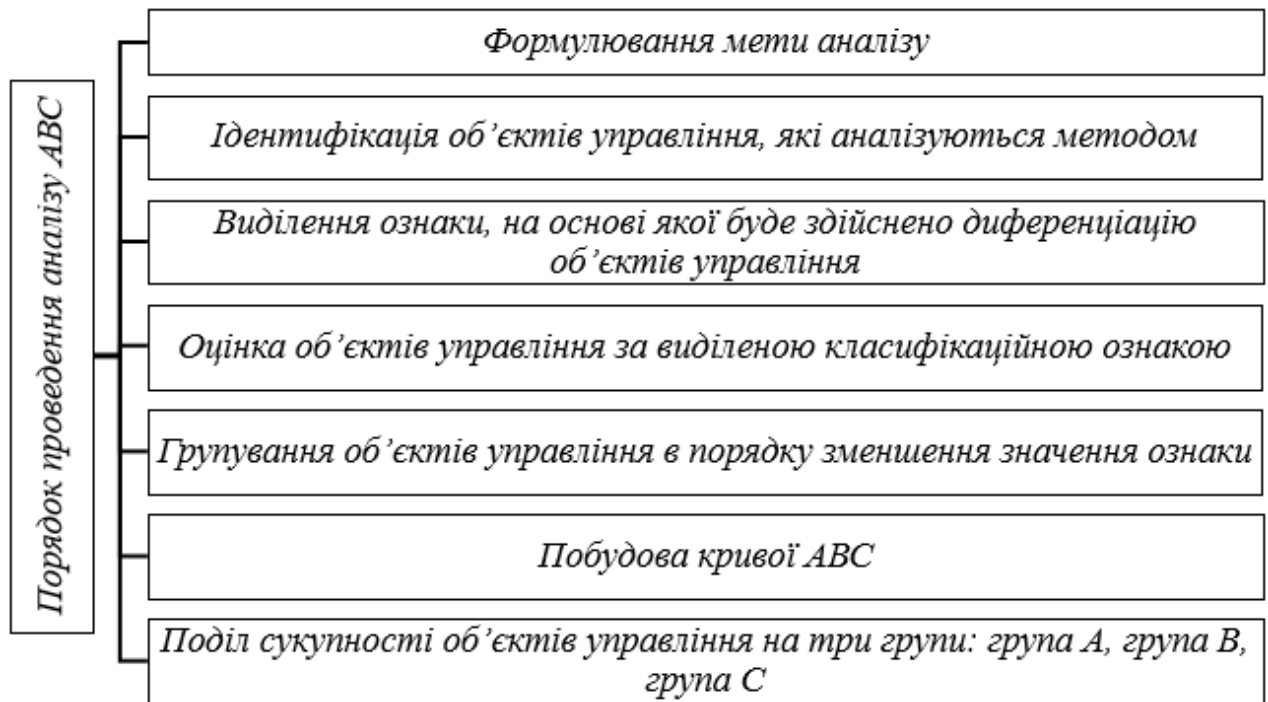 Порядок проведення аналізу ABC
Формулювання мети аналізу
Ідентифікація об’єктів управління, які аналізуються методом
Виділення ознаки, на основі якої буде здійснено диференціацію
об’єктів управління
Оцінка об’єктів управління за виділеною класифікаційною ознакою
Групування об’єктів управління в порядку зменшення значення ознаки
Побудова кривої ABC
Поділ сукупності об’єктів управління на три групи: група A, група B,
група C